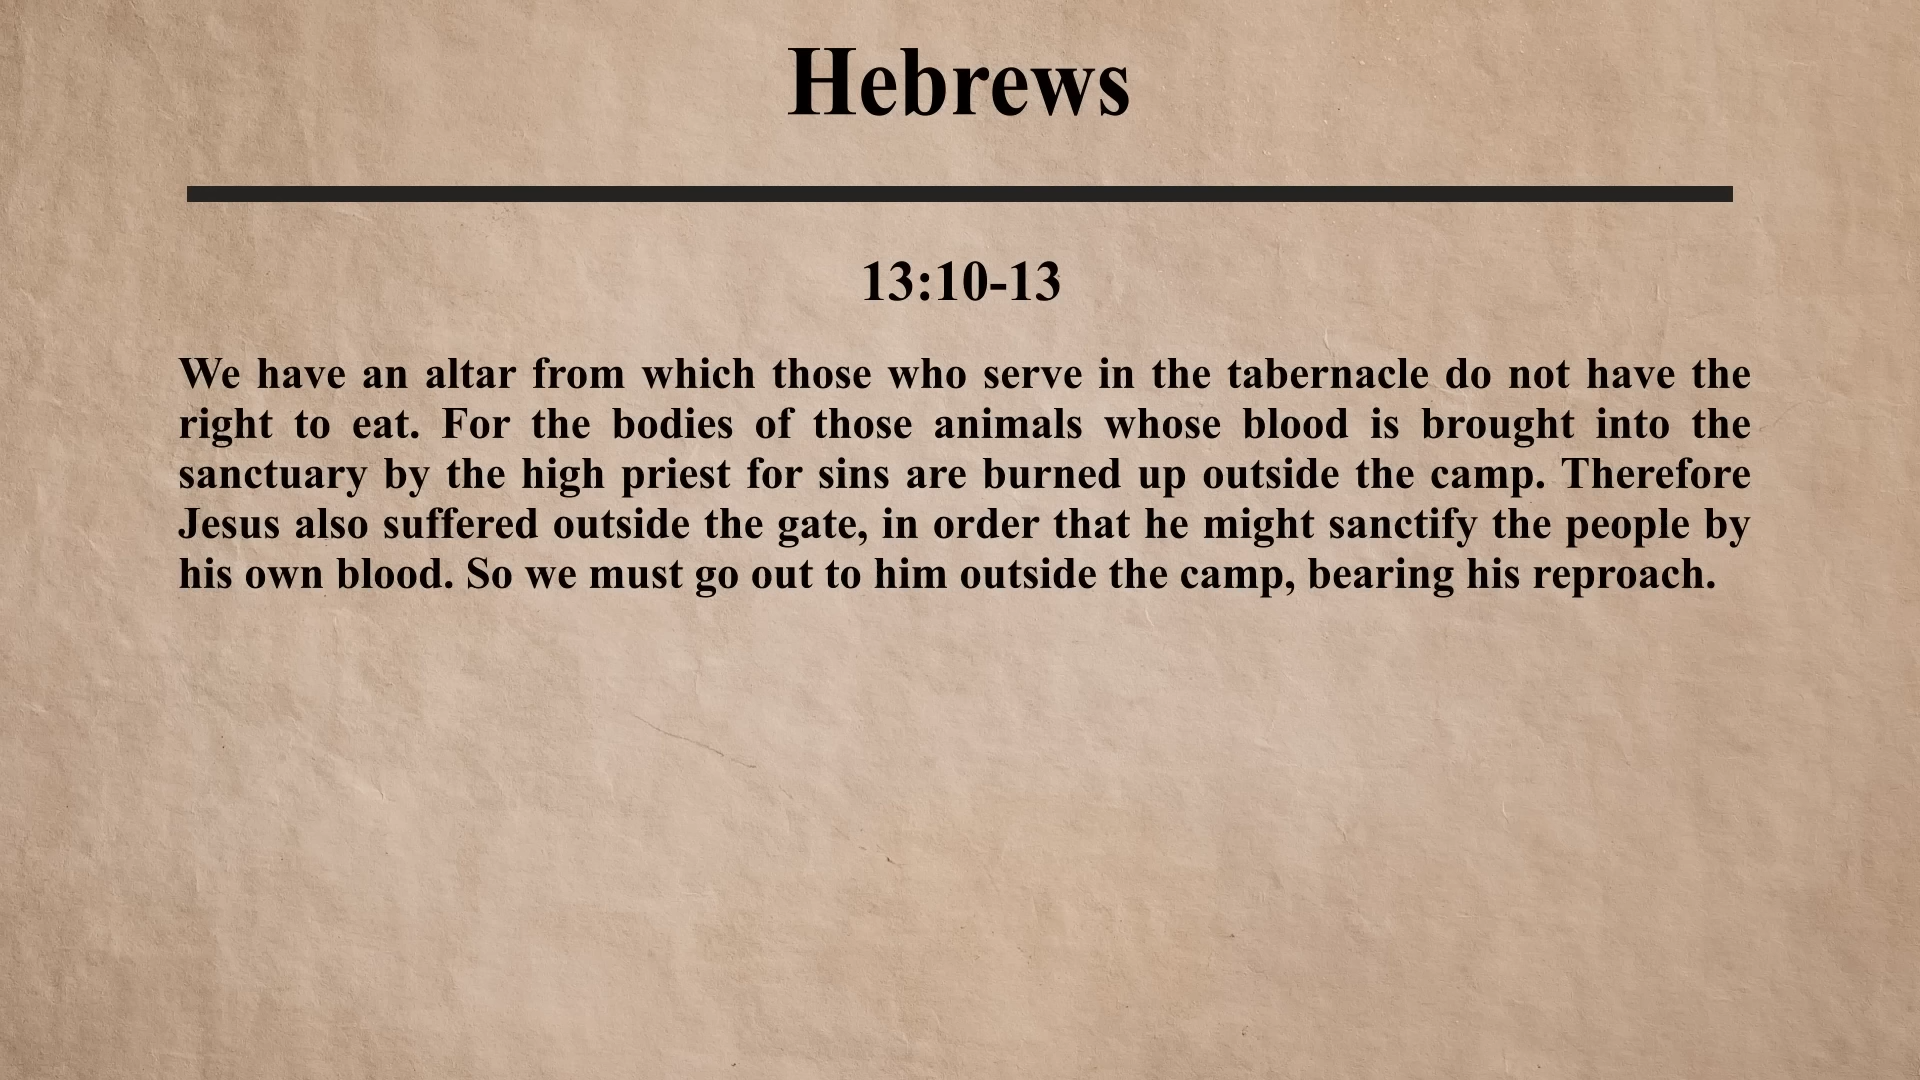 Hebrews
13:10-13
We have an altar from which those who serve in the tabernacle do not have the
right to eat. For the bodies of those animals whose blood is brought into the
sanctuary by the high priest for sins are burned up outside the camp. Therefore
Jesus also suffered outside the gate, in order that he might sanctify the people by
his own blood. So we must go out to him outside the camp, bearing his reproach.